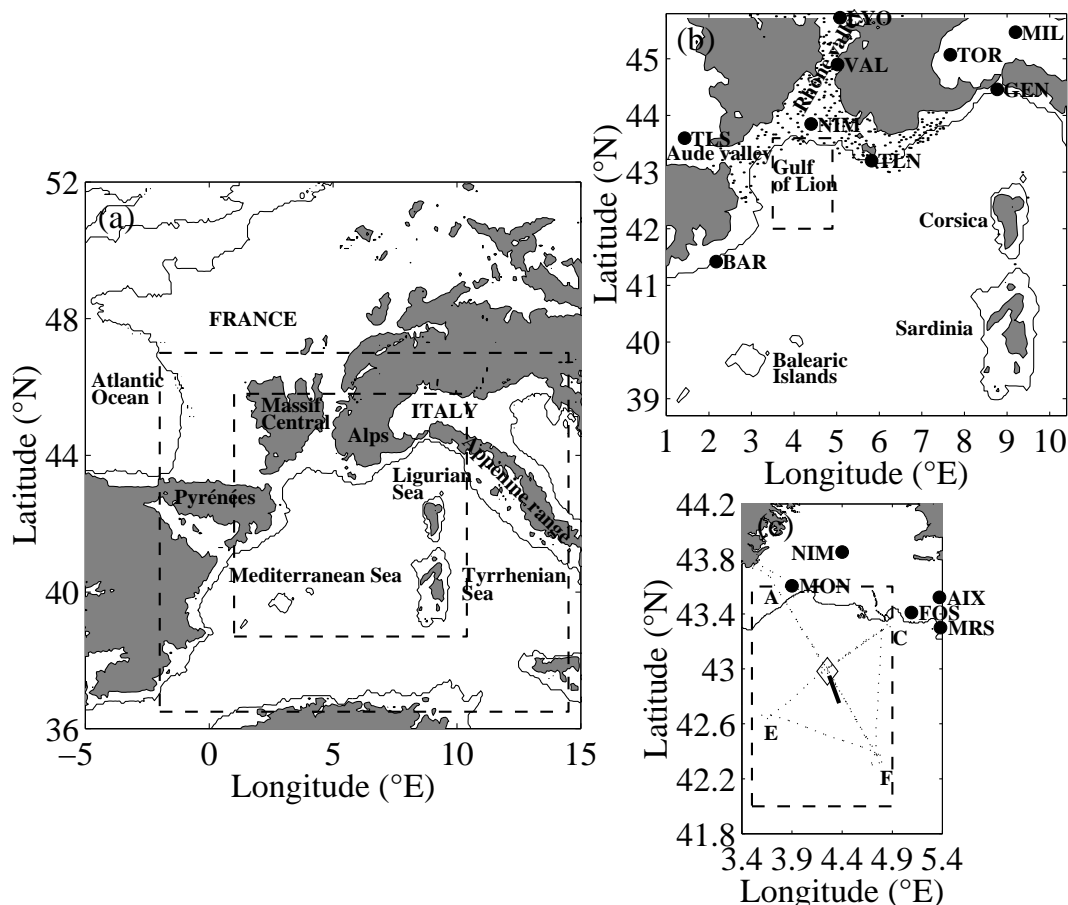 (a)
52
48
44
40
36
−5
0
5
10
15
Latitude (°N)
Longitude (°E)
FRANCE
Atlantic
Ocean
Massif
Central
ITALY
Alps
Appenine range
Ligurian
Sea
Pyrénées
Mediterranean Sea
Tyrrhenian
Sea
(b)
45
44
43
42
41
40
39
1
2
3
4
5
6
7
8
9
10
Latitude (°N)
Longitude (°E)
LYO
MIL
TOR
VAL
Rhone valley
GEN
NIM
TLS
Aude valley
TLN
Gulf
of Lion
Corsica
BAR
Sardinia
Balearic
Islands
(c)
44.2
43.8
43.4
43
42.6
42.2
41.8
3.4
3.9
4.4
4.9
5.4
Latitude (°N)
Longitude (°E)
NIM
MON
A
AIX
FOS
MRS
C
E
F